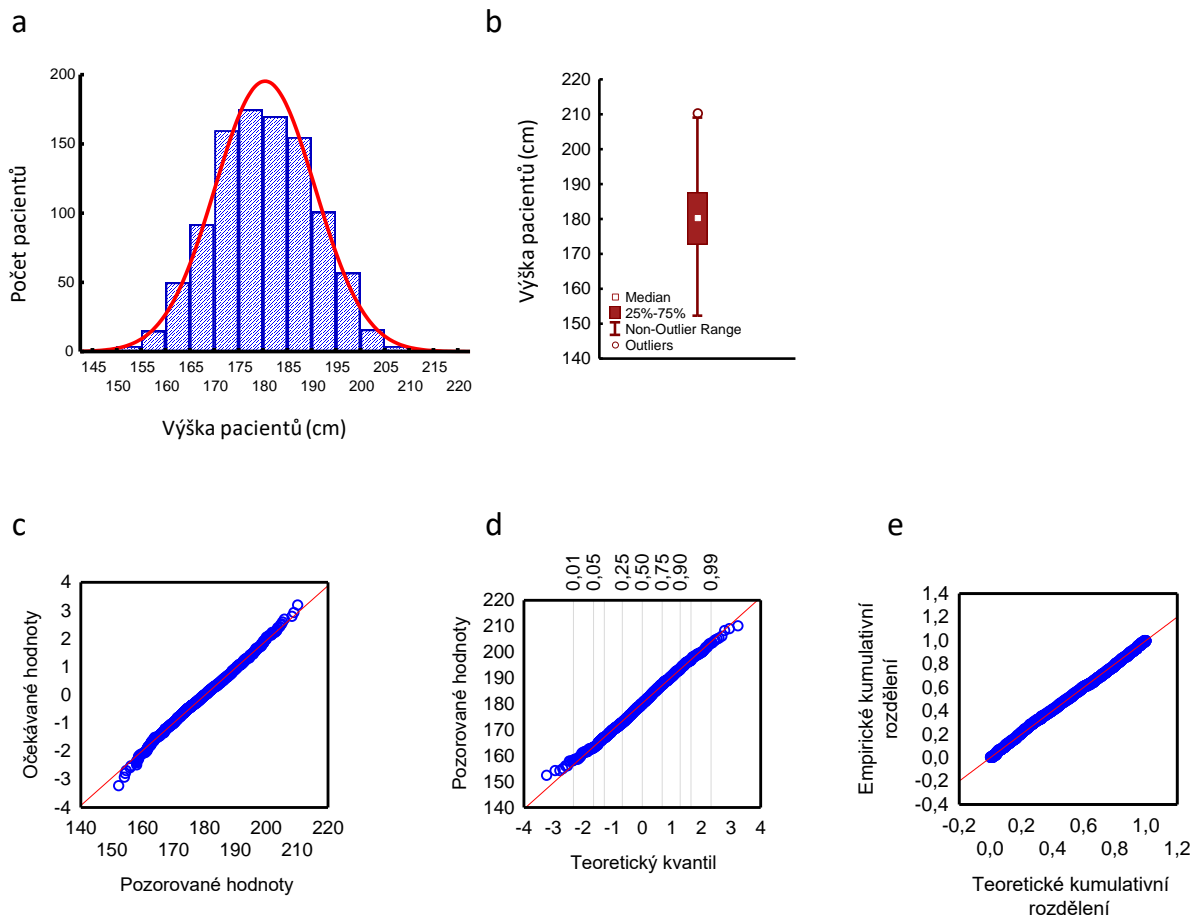 a
200
150
100
50
0
Počet pacientů
145 155 165 175 185 195 205 215
150 160 170 180 190 200 210 220
Výška pacientů (cm)
b
220
210
200
190
180
170
160
150
140
Výška pacientů (cm)
Median
25%-75%
Non-Outlier Range
Outliers
c
4
3
2
1
0
-1
-2
-3
-4
Očekávané hodnoty
140 160 180 200 220
150 170 190 210
Pozorované hodnoty
d
0,01 0,05 0,25 0,50 0,75 0,90 0,99
220
210
200
190
180
170
160
150
140
Pozorované hodnoty
-4 -3 -2 -1 0 1 2 3 4
Teoretický kvantil
e
1,4
1,2
1,0
0,8
0,6
0,4
0,2
0,0
-0,2
-0,4
Empirické kumulativní
rozdělení
-0,2 0,2 0,6 1,0
0,0 0,4 0,8 1,2
Teoretické kumulativní
rozdělení